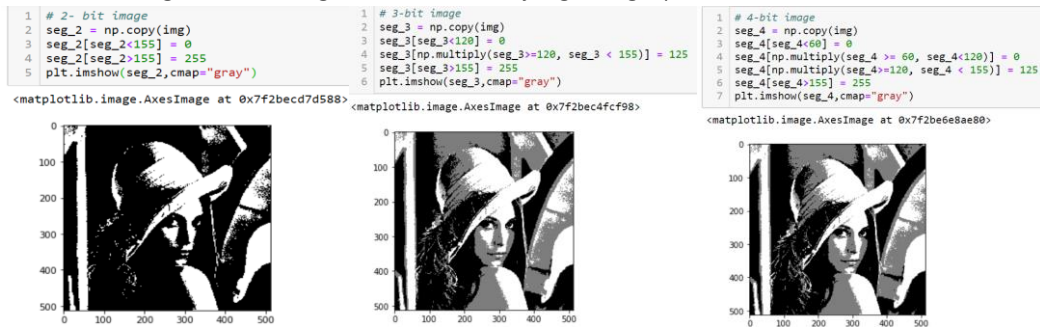 1 # 2- bit image
2 seg_2 = np.copy(img)
3 seg_2[seg_2<155] = 0
4 seg_2[seg_2>155] = 255
5 plt.imshow(seg_2,cmap="gray")
<matplotlib.image.AxesImage at 0x7f2becd7d588>
0
100
200
300
400
500
0 100 200 300 400 500
1 # 3-bit image
2 seg_3 = np.copy(img)
3 seg_3[seg_3<120] = 0
4 seg_3[np.multiply(seg_3>=120, seg_3 < 155)] = 125
5 seg_3[seg_3>155] = 255
6 plt.imshow(seg_3,cmap="gray")
<matplotlib.image.AxesImage at 0x7f2bec4fcf98>
0
100
200
300
400
500
0 100 200 300 400 500
1 # 4-bit image
2 seg_4 = np.copy(img)
3 seg_4[seg_4<60] = 0
4 seg_4[np.multiply(seg_4 >= 60, seg_4<120)] = 0
5 seg_4[np.multiply(seg_4>=120, seg_4 < 155)] = 125
6 seg_4[seg_4>155] = 255
7 plt.imshow(seg_4,cmap="gray")
<matplotlib.image.AxesImage at 0x7f2be6e8ae80>
0
100
200
300
400
500
0 100 200 300 400 500